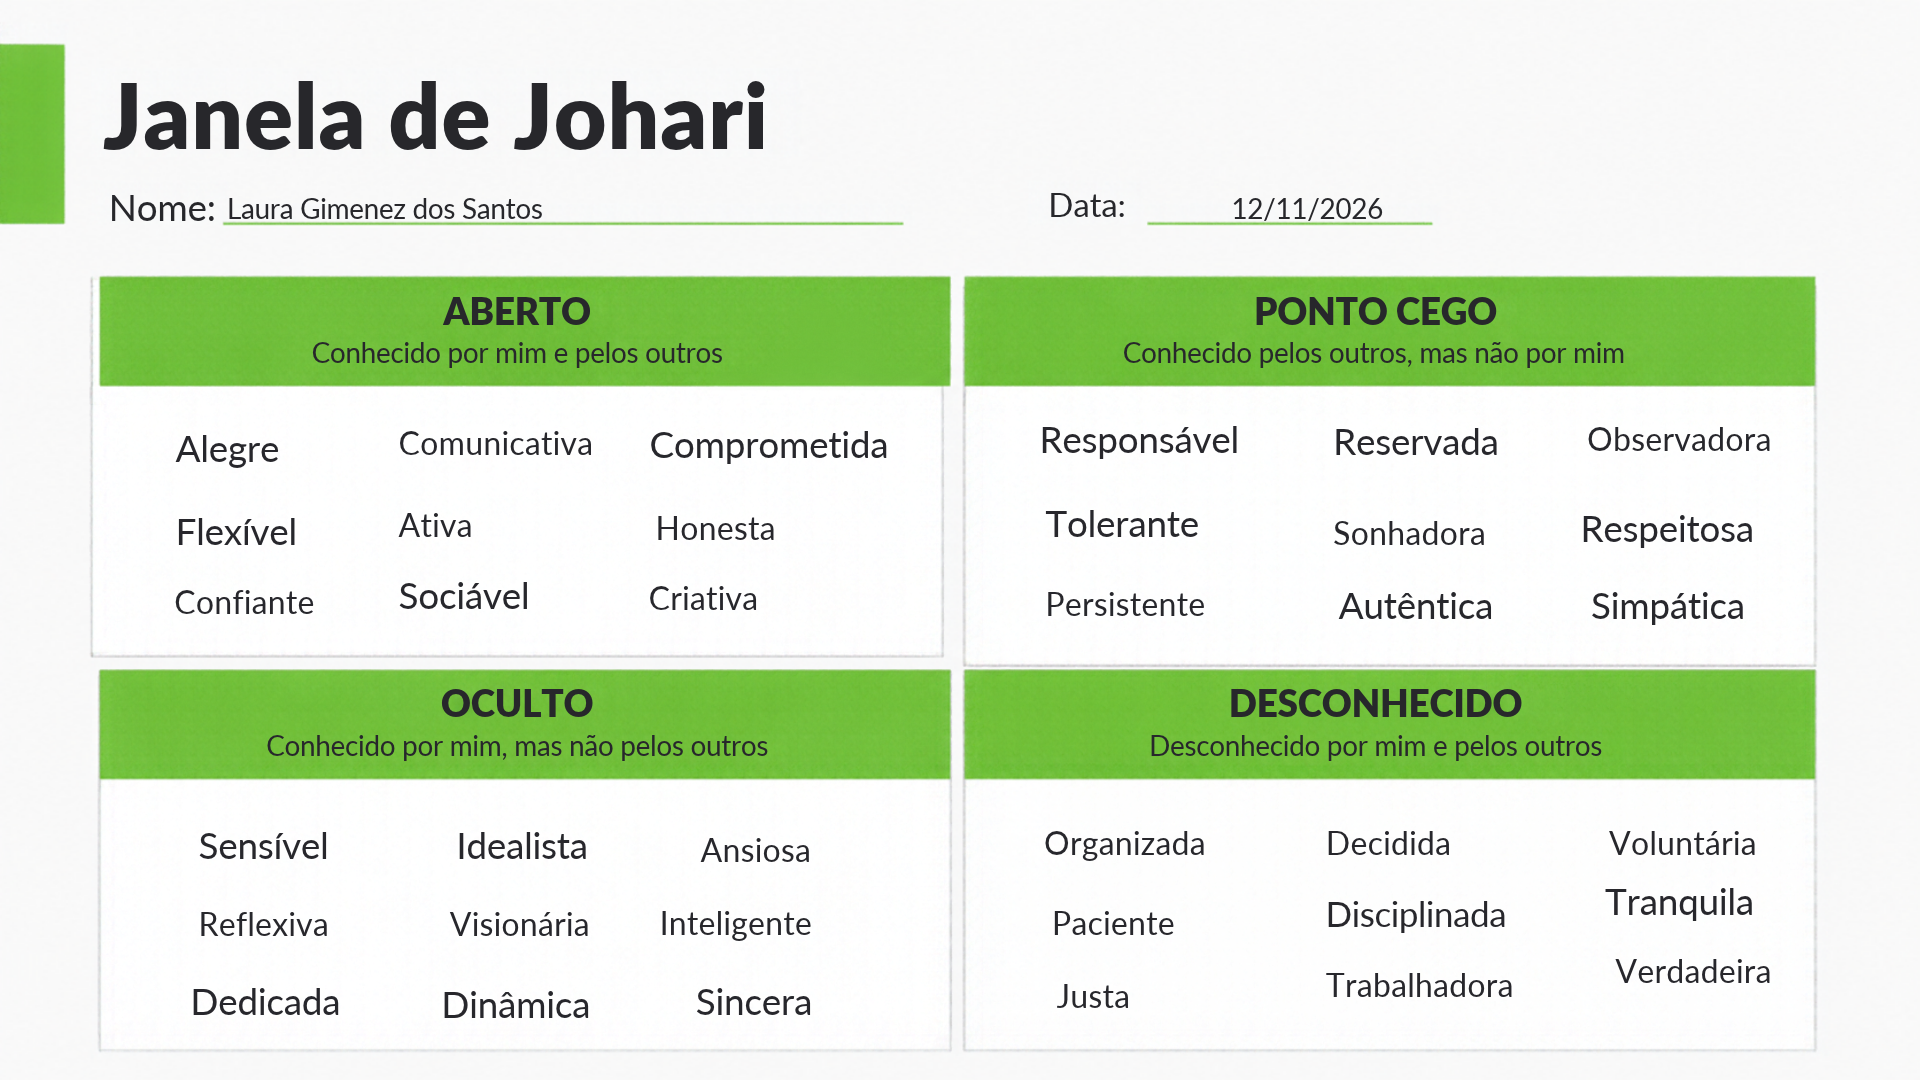 Janela de Johari
Nome: Laura Gimenez dos Santos
Data: 12/11/2026
ABERTO
Conhecido por mim e pelos outros
Alegre Comunicativa Comprometida
Flexível Ativa Honesta
Confiante Sociável Criativa
PONTO CEGO
Conhecido pelos outros, mas não por mim
Responsável Reservada Observadora
Tolerante Sonhadora Respeitosa
Persistente Autêntica Simpática
OCULTO
Conhecido por mim, mas não pelos outros
Sensível Idealista Ansiosa
Reflexiva Visionária Inteligente
Dedicada Dinâmica Sincera
DESCONHECIDO
Desconhecido por mim e pelos outros
Organizada Decidida Voluntária
Paciente Disciplinada Tranquila
Justa Trabalhadora Verdadeira